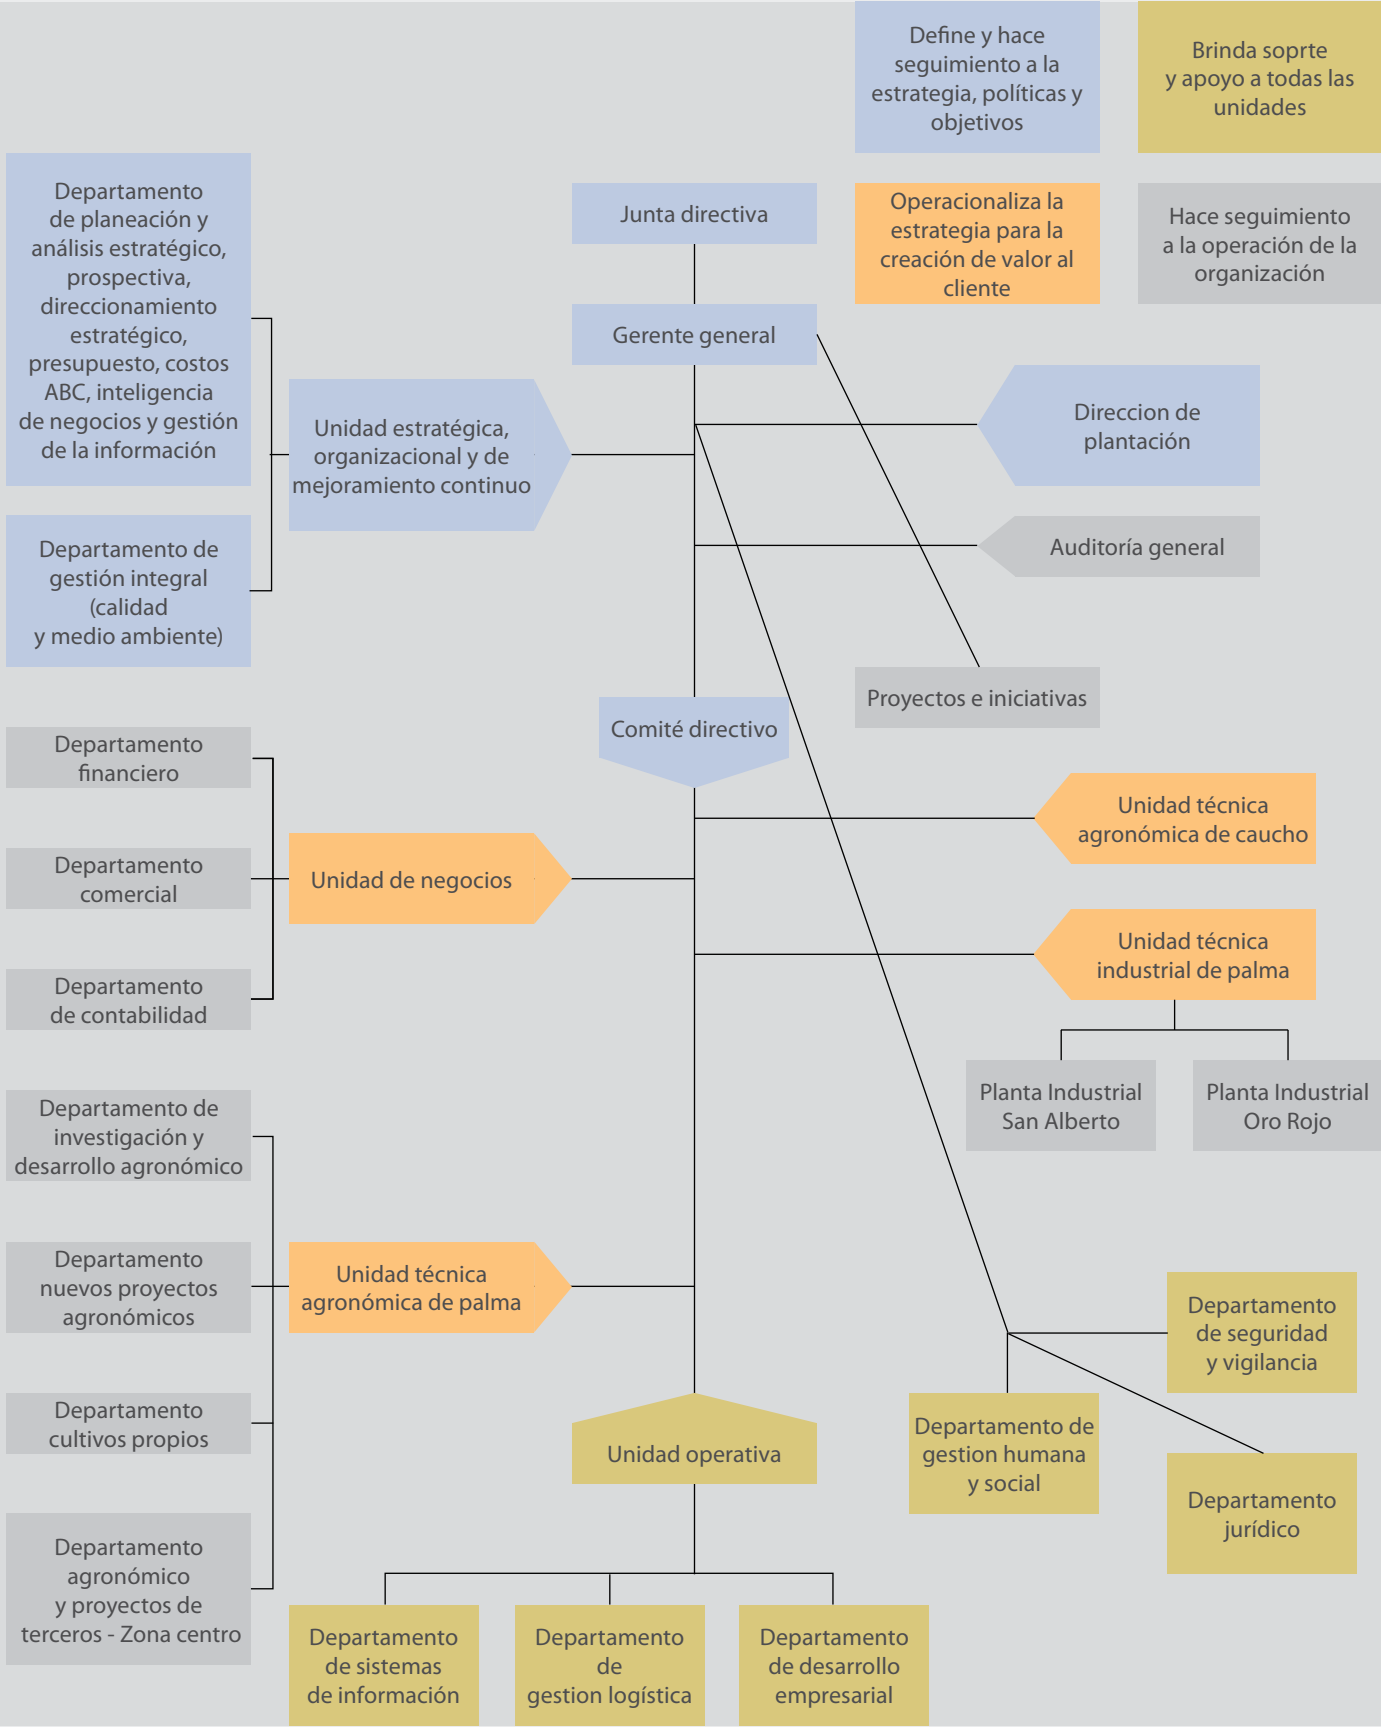 Define y hace
seguimiento a la
estrategia, políticas y
objetivos
Brinda soprte
y apoyo a todas las
unidades
Operacionaliza la
estrategia para la
creación de valor al
cliente
Hace seguimiento
a la operación de la
organización
Junta directiva
Gerente general
Departamento
de planeación y
análisis estratégico,
prospectiva,
direccionamiento
estratégico,
presupuesto, costos
ABC, inteligencia
de negocios y gestión
de la información
Unidad estratégica,
organizacional y de
mejoramiento continuo
Direccion de
plantación
Departamento de
gestión integral
(calidad
y medio ambiente)
Auditoría general
Proyectos e iniciativas
Comité directivo
Departamento
financiero
Departamento
comercial
Departamento
de contabilidad
Unidad de negocios
Unidad técnica
agronómica de caucho
Unidad técnica
industrial de palma
Planta Industrial
San Alberto
Planta Industrial
Oro Rojo
Departamento de
investigación y
desarrollo agronómico
Departamento
nuevos proyectos
agronómicos
Departamento
cultivos propios
Departamento
agronómico
y proyectos de
terceros - Zona centro
Unidad técnica
agronómica de palma
Unidad operativa
Departamento de
gestion humana
y social
Departamento
de seguridad
y vigilancia
Departamento
jurídico
Departamento
de sistemas
de información
Departamento
de
gestion logística
Departamento
de desarrollo
empresarial